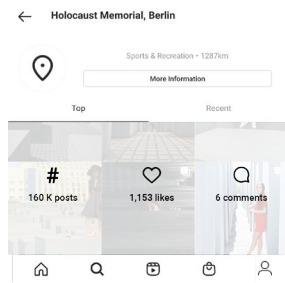 Holocaust Memorial, Berlin
Sports & Recreation • 1287km
More Information
Top Recent
#
160 K posts 1,153 likes 6 comments